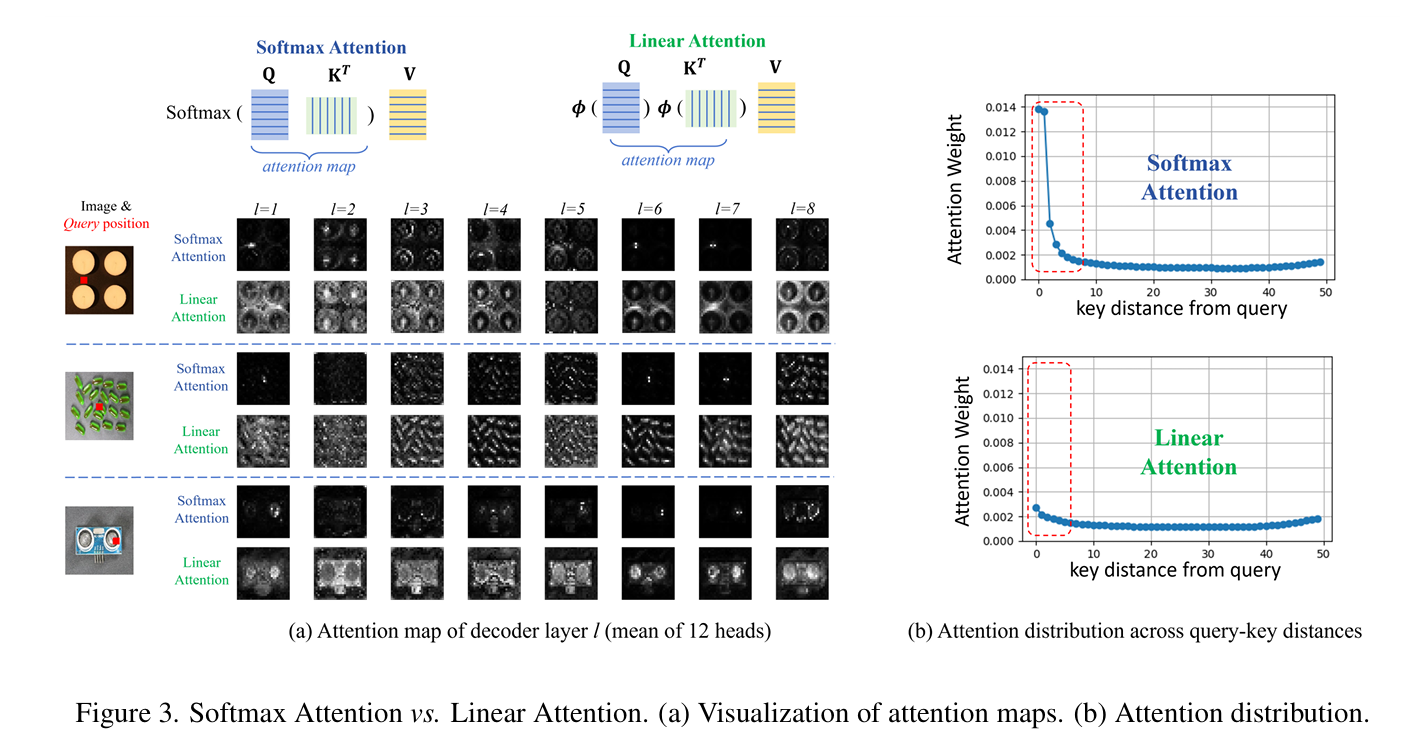 Softmax Attention
Q K^T V
Softmax ( )
attention map
Linear Attention
Q K^T V
ϕ ( ) ϕ ( )
attention map
Image &
Query position
l=1 l=2 l=3 l=4 l=5 l=6 l=7 l=8
Softmax
Attention
Linear
Attention
Softmax
Attention
Linear
Attention
Softmax
Attention
Linear
Attention
(a) Attention map of decoder layer l (mean of 12 heads)
Attention Weight
0.014
0.012
0.010
0.008
0.006
0.004
0.002
0.000
Softmax
Attention
0 10 20 30 40 50
key distance from query
Attention Weight
0.014
0.012
0.010
0.008
0.006
0.004
0.002
0.000
Linear
Attention
0 10 20 30 40 50
key distance from query
(b) Attention distribution across query-key distances
Figure 3. Softmax Attention vs. Linear Attention. (a) Visualization of attention maps. (b) Attention distribution.